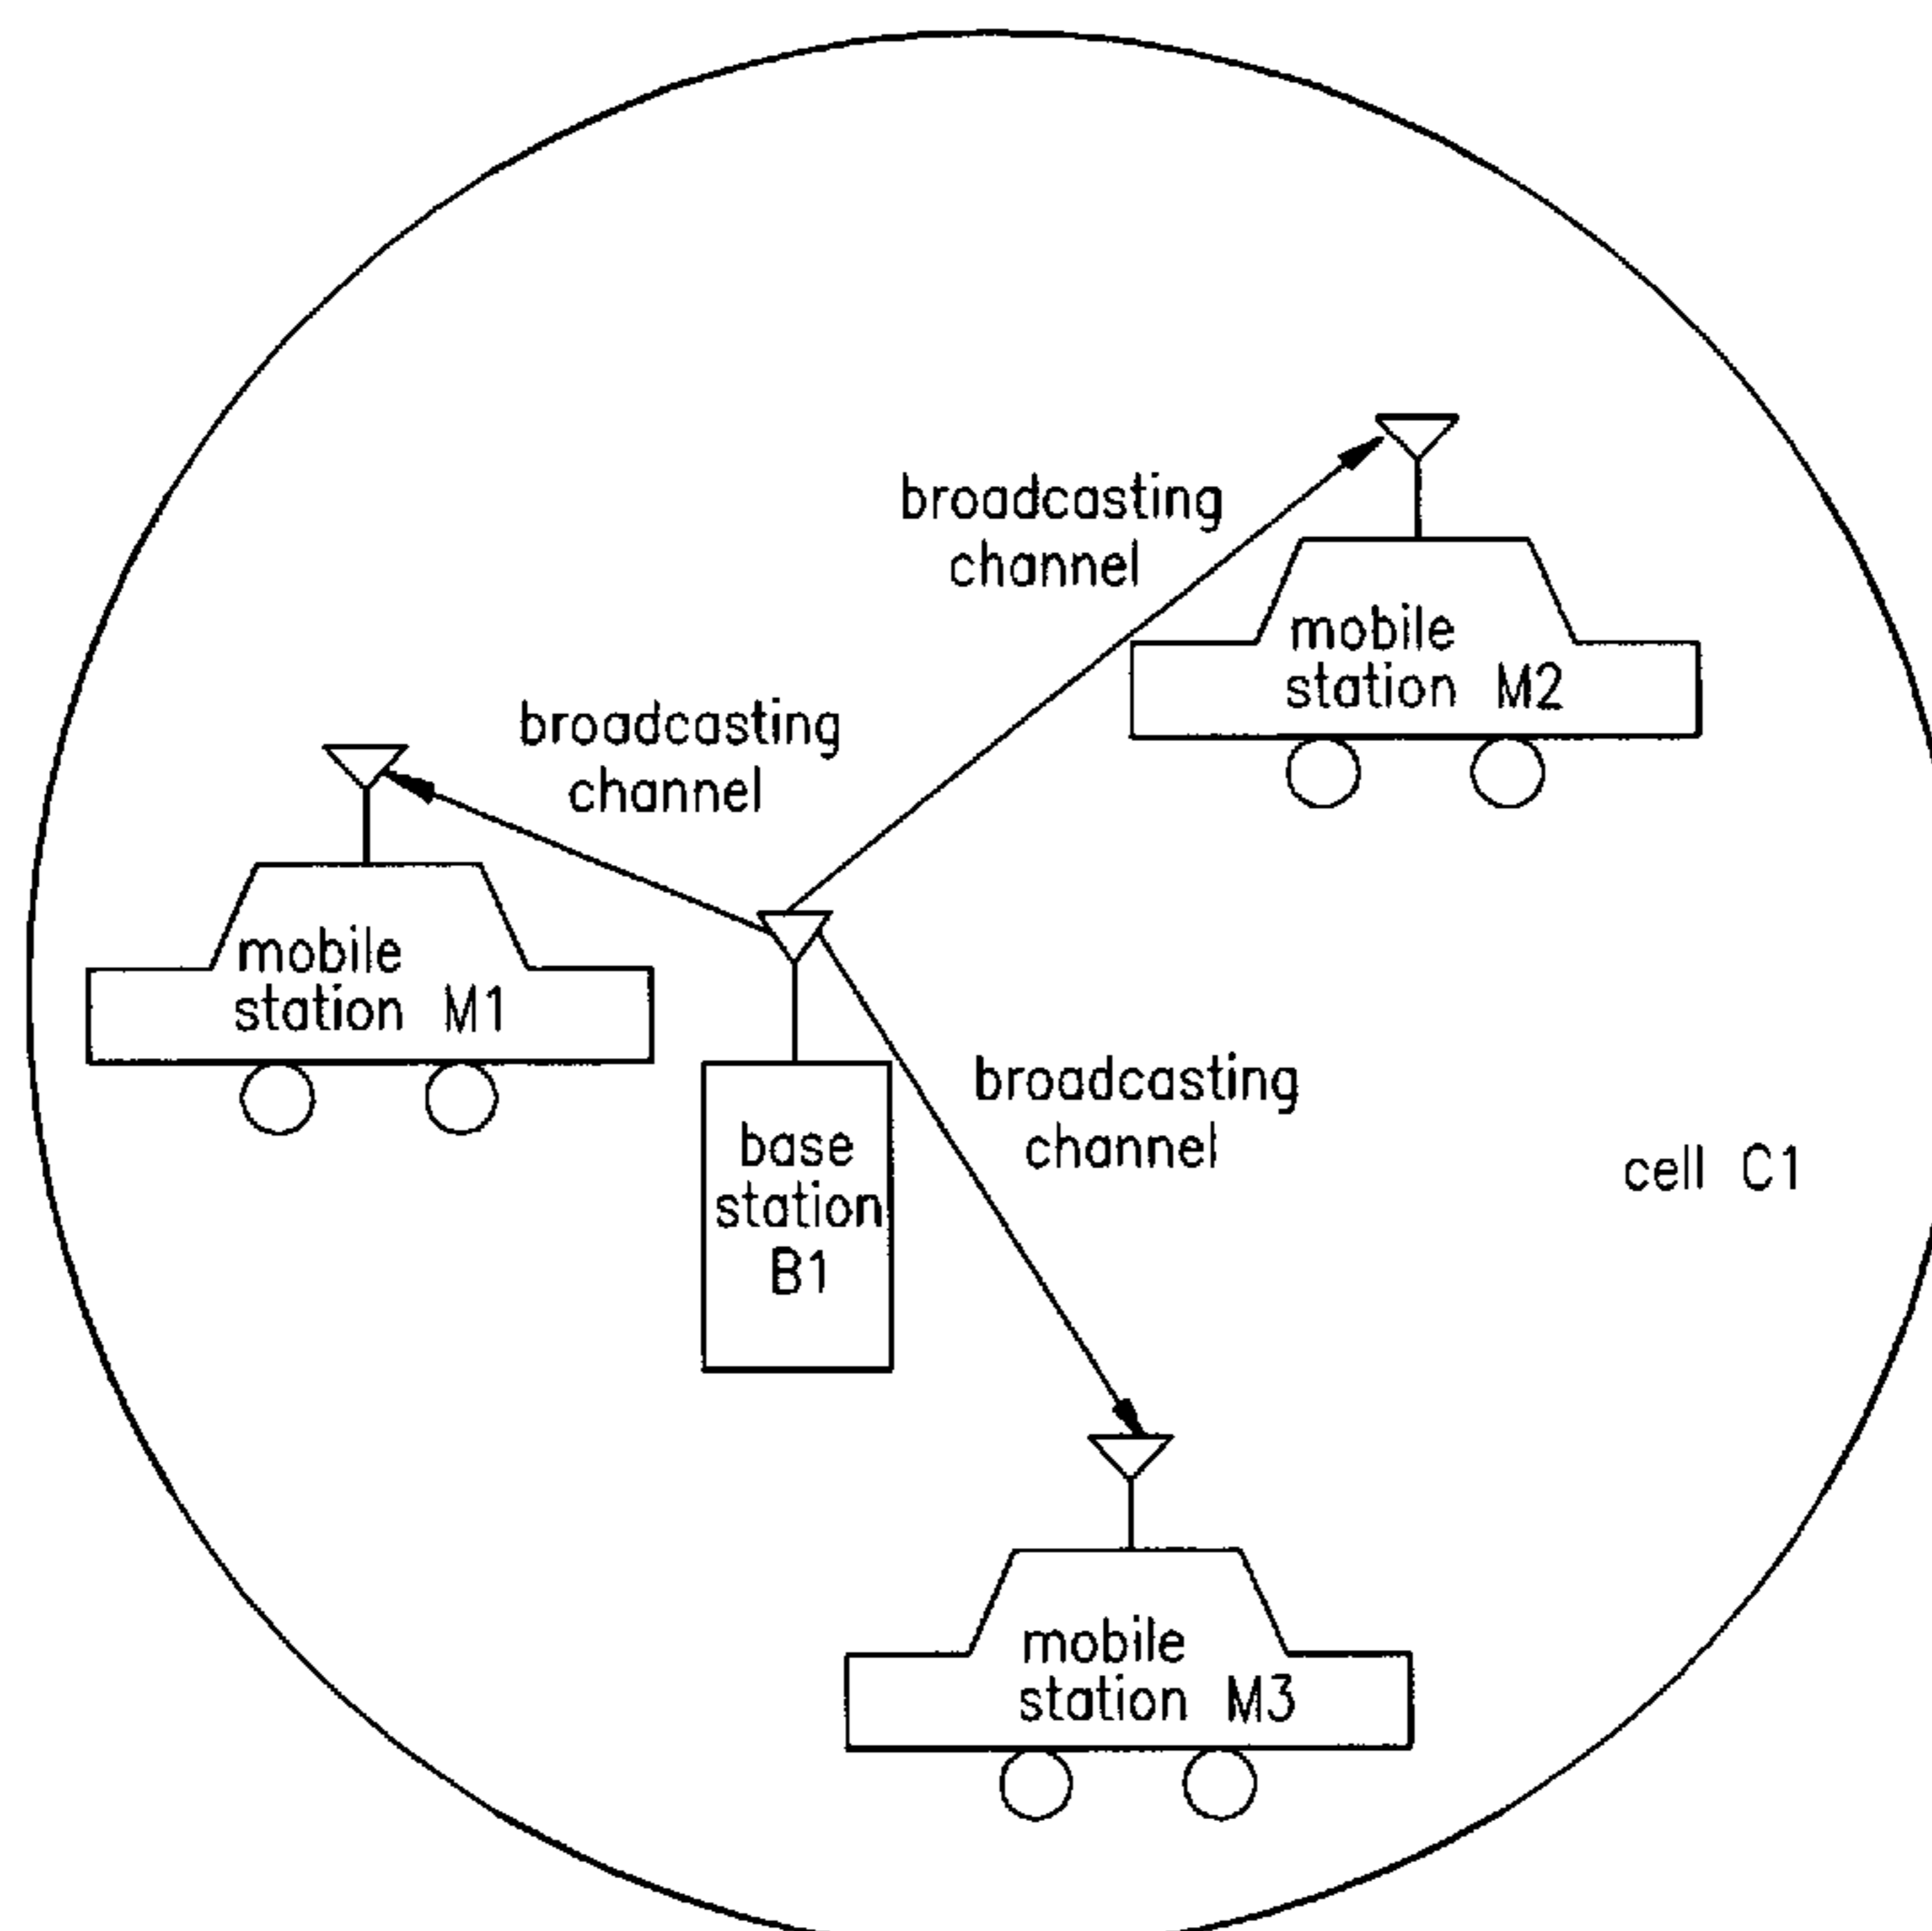 broadcasting
channel
mobile
station M2
broadcasting
channel
mobile
station M1
broadcasting
channel
base
station
B1
cell C1
mobile
station M3